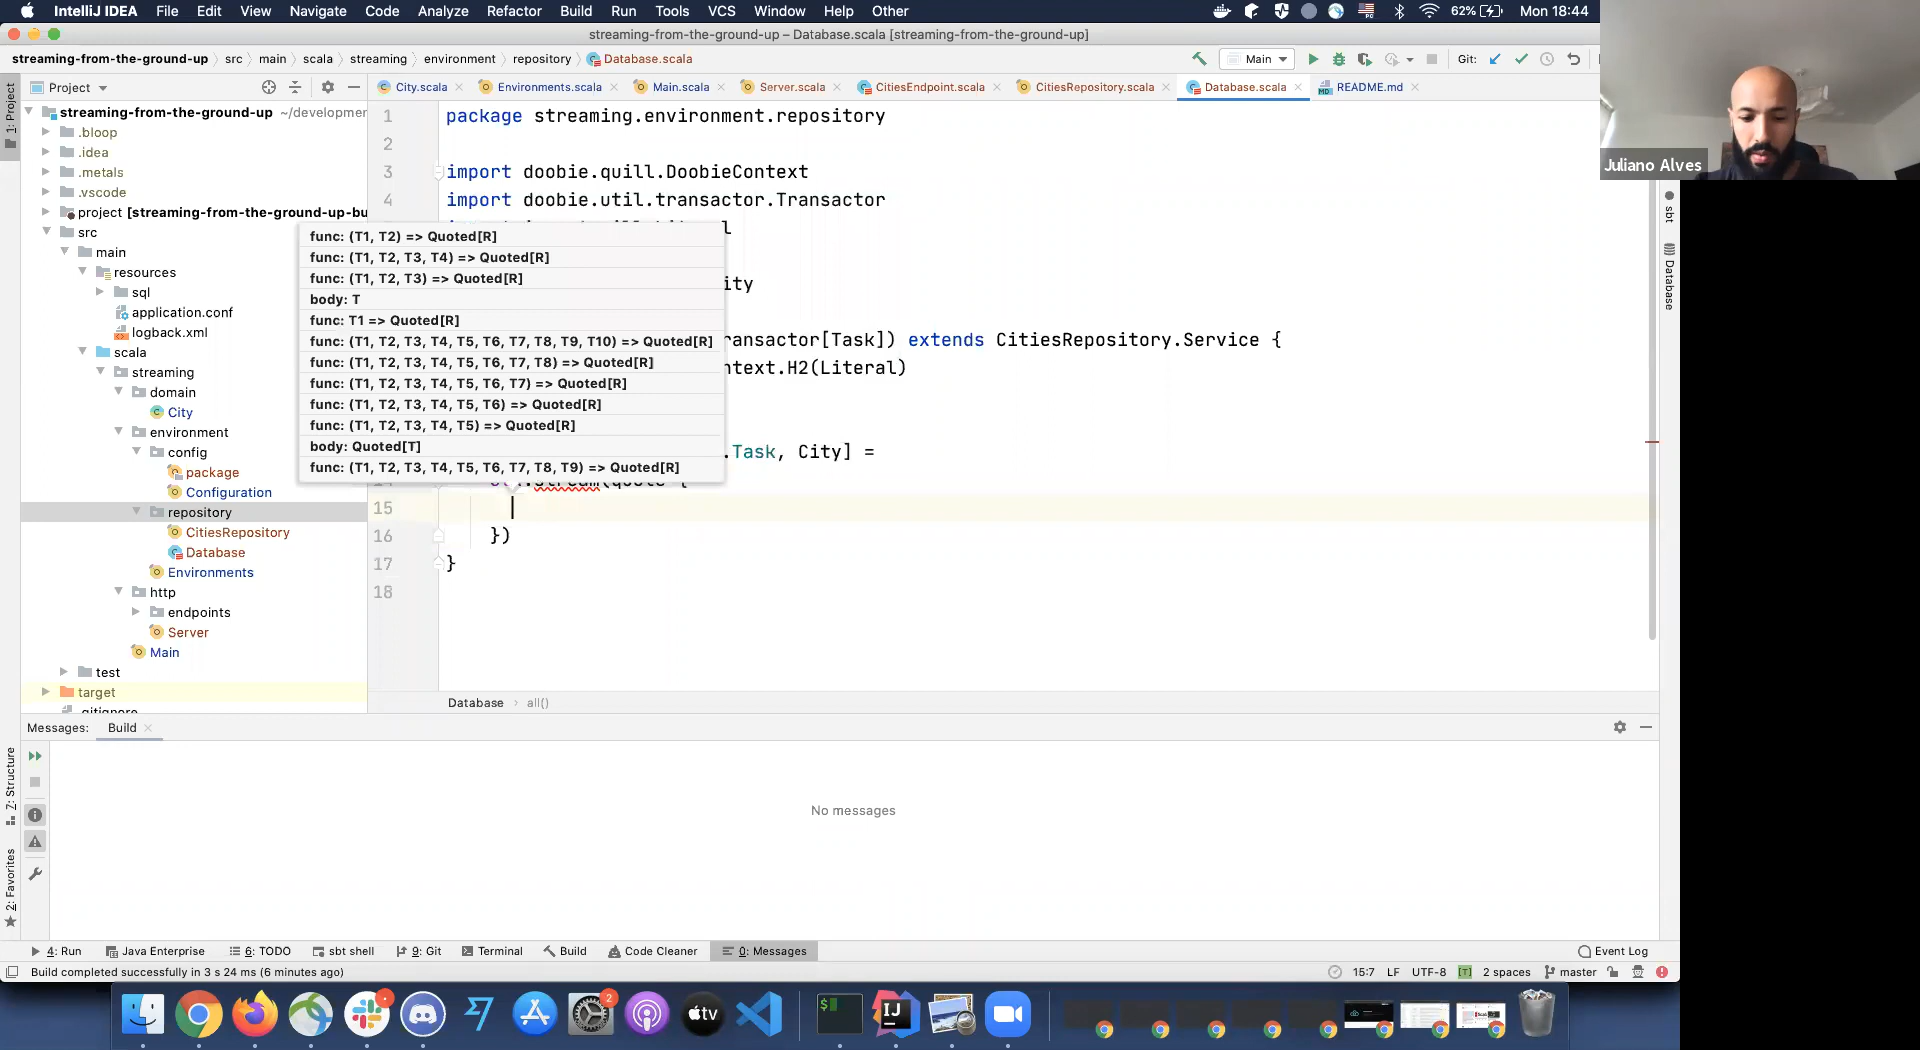 IntelliJ IDEA File Edit View Navigate Code Analyze Refactor Build Run Tools VCS Window Help Other 62% Mon 18:44
streaming-from-the-ground-up – Database.scala [streaming-from-the-ground-up]
streaming-from-the-ground-up src main scala streaming environment repository Database.scala Main Git:
Project City.scala Environments.scala Main.scala Server.scala CitiesEndpoint.scala CitiesRepository.scala Database.scala README.md
1: Project
streaming-from-the-ground-up ~/developmer
.bloop
.idea
.metals
.vscode
project [streaming-from-the-ground-up-bu
src
main
resources
sql
application.conf
logback.xml
scala
streaming
domain
City
environment
config
package
Configuration
repository
CitiesRepository
Database
Environments
http
endpoints
Server
Main
test
target
.gitignore
1 package streaming.environment.repository
2
3 import doobie.quill.DoobieContext
4 import doobie.util.transactor.Transactor
func: (T1, T2) => Quoted[R]
func: (T1, T2, T3, T4) => Quoted[R]
func: (T1, T2, T3) => Quoted[R]
body: T
func: T1 => Quoted[R]
func: (T1, T2, T3, T4, T5, T6, T7, T8, T9, T10) => Quoted[R]
func: (T1, T2, T3, T4, T5, T6, T7, T8) => Quoted[R]
func: (T1, T2, T3, T4, T5, T6, T7) => Quoted[R]
func: (T1, T2, T3, T4, T5, T6) => Quoted[R]
func: (T1, T2, T3, T4, T5) => Quoted[R]
body: Quoted[T]
func: (T1, T2, T3, T4, T5, T6, T7, T8, T9) => Quoted[R]
ity
ransactor[Task]) extends CitiesRepository.Service {
ntext.H2(Literal)
.Task, City] =
.stream(quote {
15
16 })
17 }
18
Database all()
Juliano Alves
sbt
Database
Messages: Build
No messages
7: Structure
2: Favorites
4: Run Java Enterprise 6: TODO sbt shell 9: Git Terminal Build Code Cleaner 0: Messages Event Log
Build completed successfully in 3 s 24 ms (6 minutes ago) 15:7 LF UTF-8 [T] 2 spaces master
2
$
IJ
tv